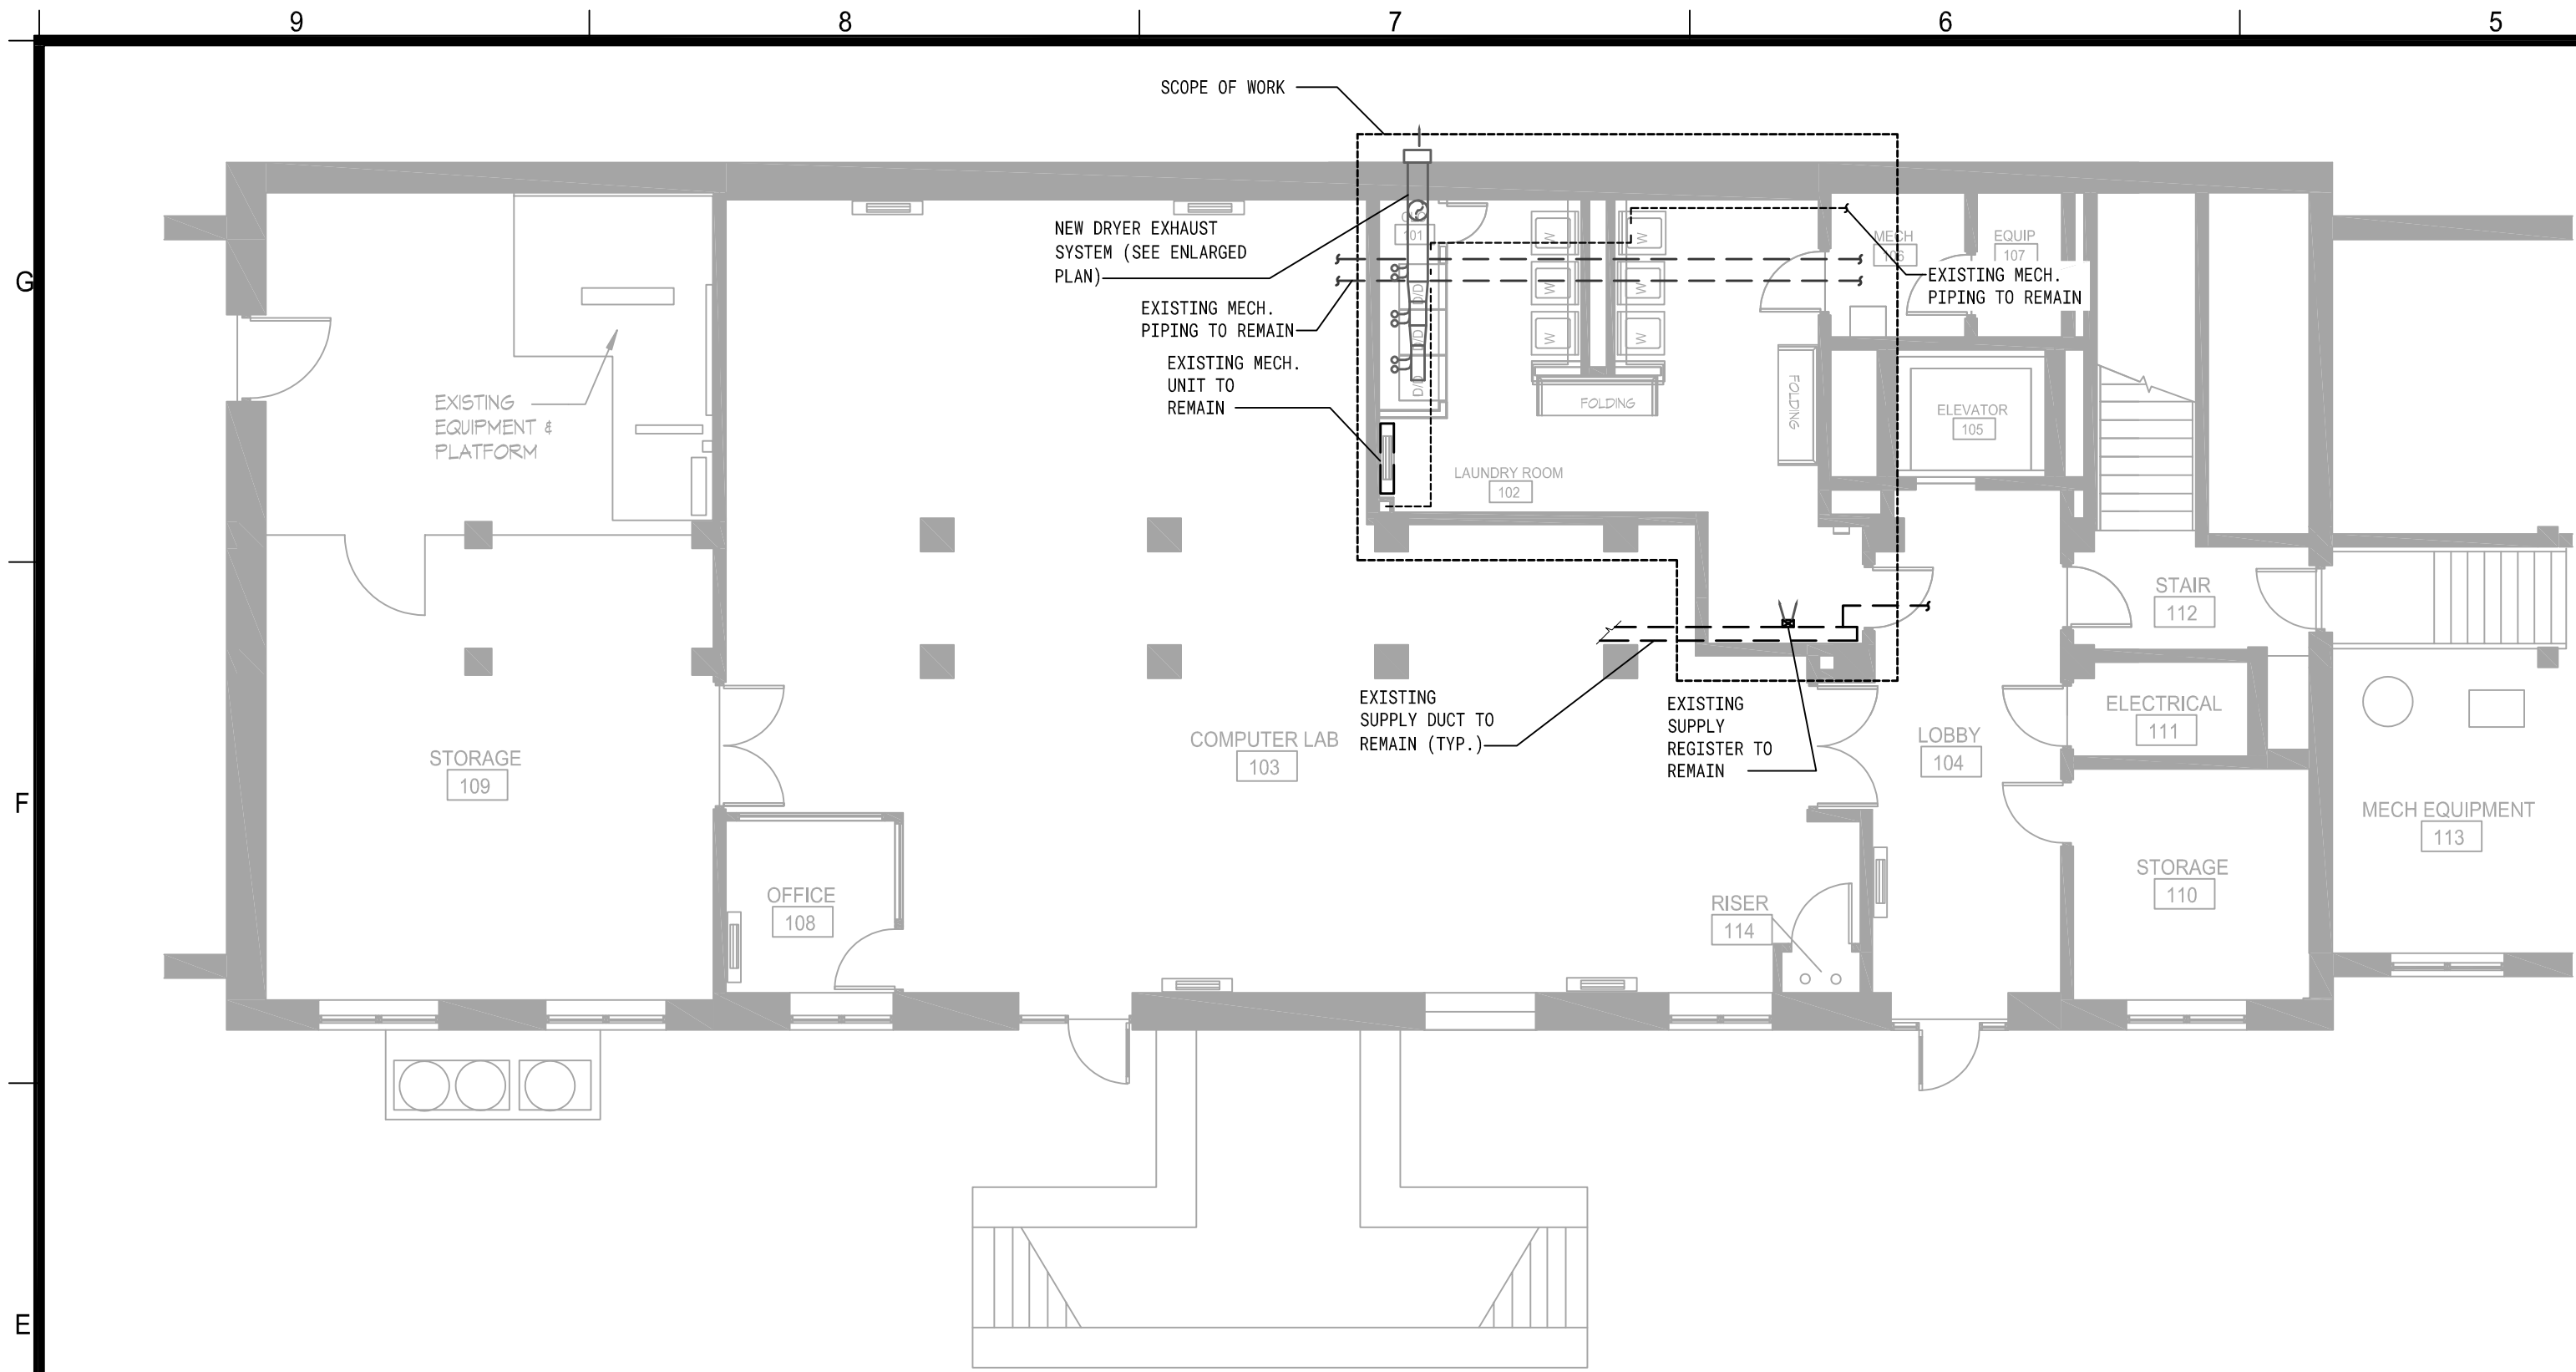 9
8
7
6
5
SCOPE OF WORK
NEW DRYER EXHAUST
SYSTEM (SEE ENLARGED
PLAN)
101
W
W
W
W
W
W
MECH
EQUIP
107
G
EXISTING MECH.
PIPING TO REMAIN
EXISTING MECH.
PIPING TO REMAIN
D/D
D/D
D/D
EXISTING MECH.
UNIT TO
REMAIN
FOLDING
FOLDING
EXISTING
EQUIPMENT &
PLATFORM
ELEVATOR
105
LAUNDRY ROOM
102
STAIR
112
EXISTING
SUPPLY DUCT TO
REMAIN (TYP.)
EXISTING
SUPPLY
REGISTER TO
REMAIN
ELECTRICAL
111
COMPUTER LAB
103
LOBBY
104
STORAGE
109
F
MECH EQUIPMENT
113
STORAGE
110
OFFICE
108
RISER
114
E